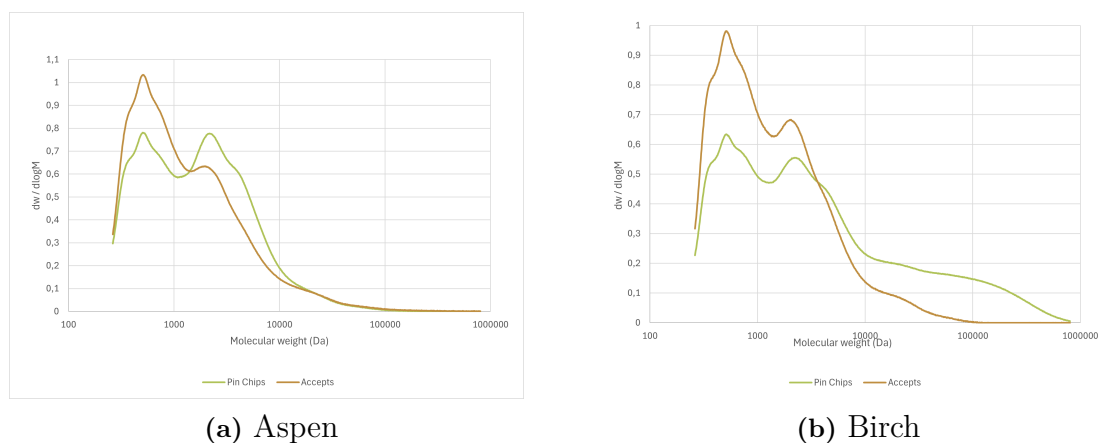 1,1
1
0,9
0,8
0,7
0,6
0,5
0,4
0,3
0,2
0,1
0
dw / dlogM
100 1000 10000 100000 1000000
Molecular weight (Da)
Pin Chips Accepts
(a) Aspen
1
0,9
0,8
0,7
0,6
0,5
0,4
0,3
0,2
0,1
0
dw / dlogM
100 1000 10000 100000 1000000
Molecular weight (Da)
Pin Chips Accepts
(b) Birch